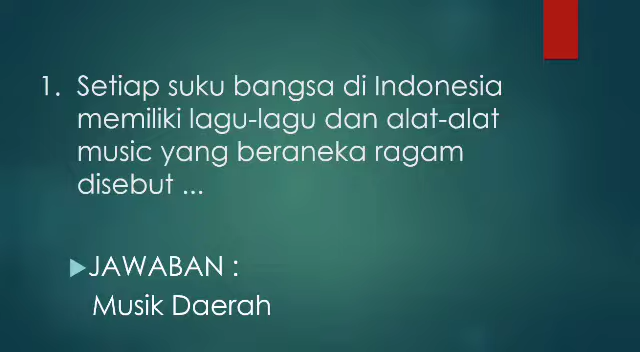 1. Setiap suku bangsa di Indonesia
memiliki lagu-lagu dan alat-alat
music yang beraneka ragam
disebut ...
JAWABAN :
Musik Daerah